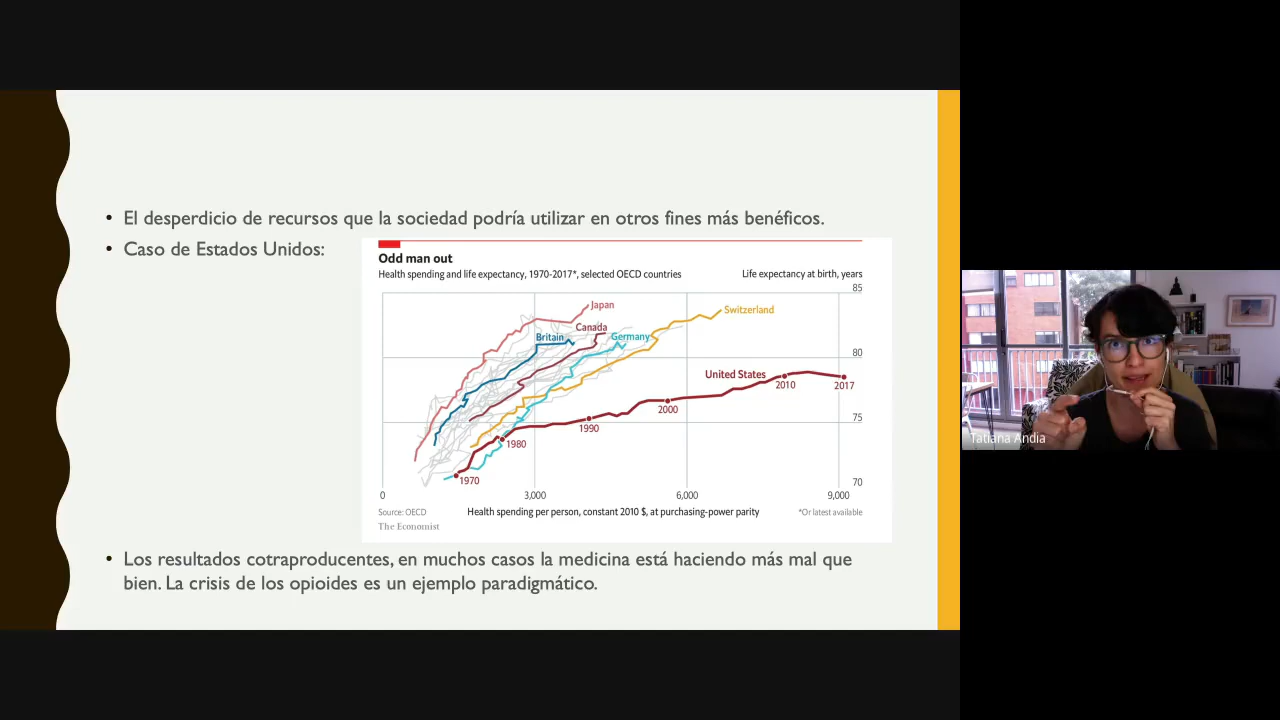 • El desperdicio de recursos que la sociedad podría utilizar en otros fines más benéficos.
• Caso de Estados Unidos:
Odd man out
Health spending and life expectancy, 1970-2017*, selected OECD countries
Life expectancy at birth, years
85
Japan
Switzerland
Canada
Britain
Germany
80
United States
2010
2017
2000
75
1990
1980
1970
70
0
3,000
6,000
9,000
Source: OECD
Health spending per person, constant 2010 $, at purchasing-power parity
*Or latest available
The Economist
• Los resultados cotraproducentes, en muchos casos la medicina está haciendo más mal que
bien. La crisis de los opioides es un ejemplo paradigmático.
Tatiana Andia